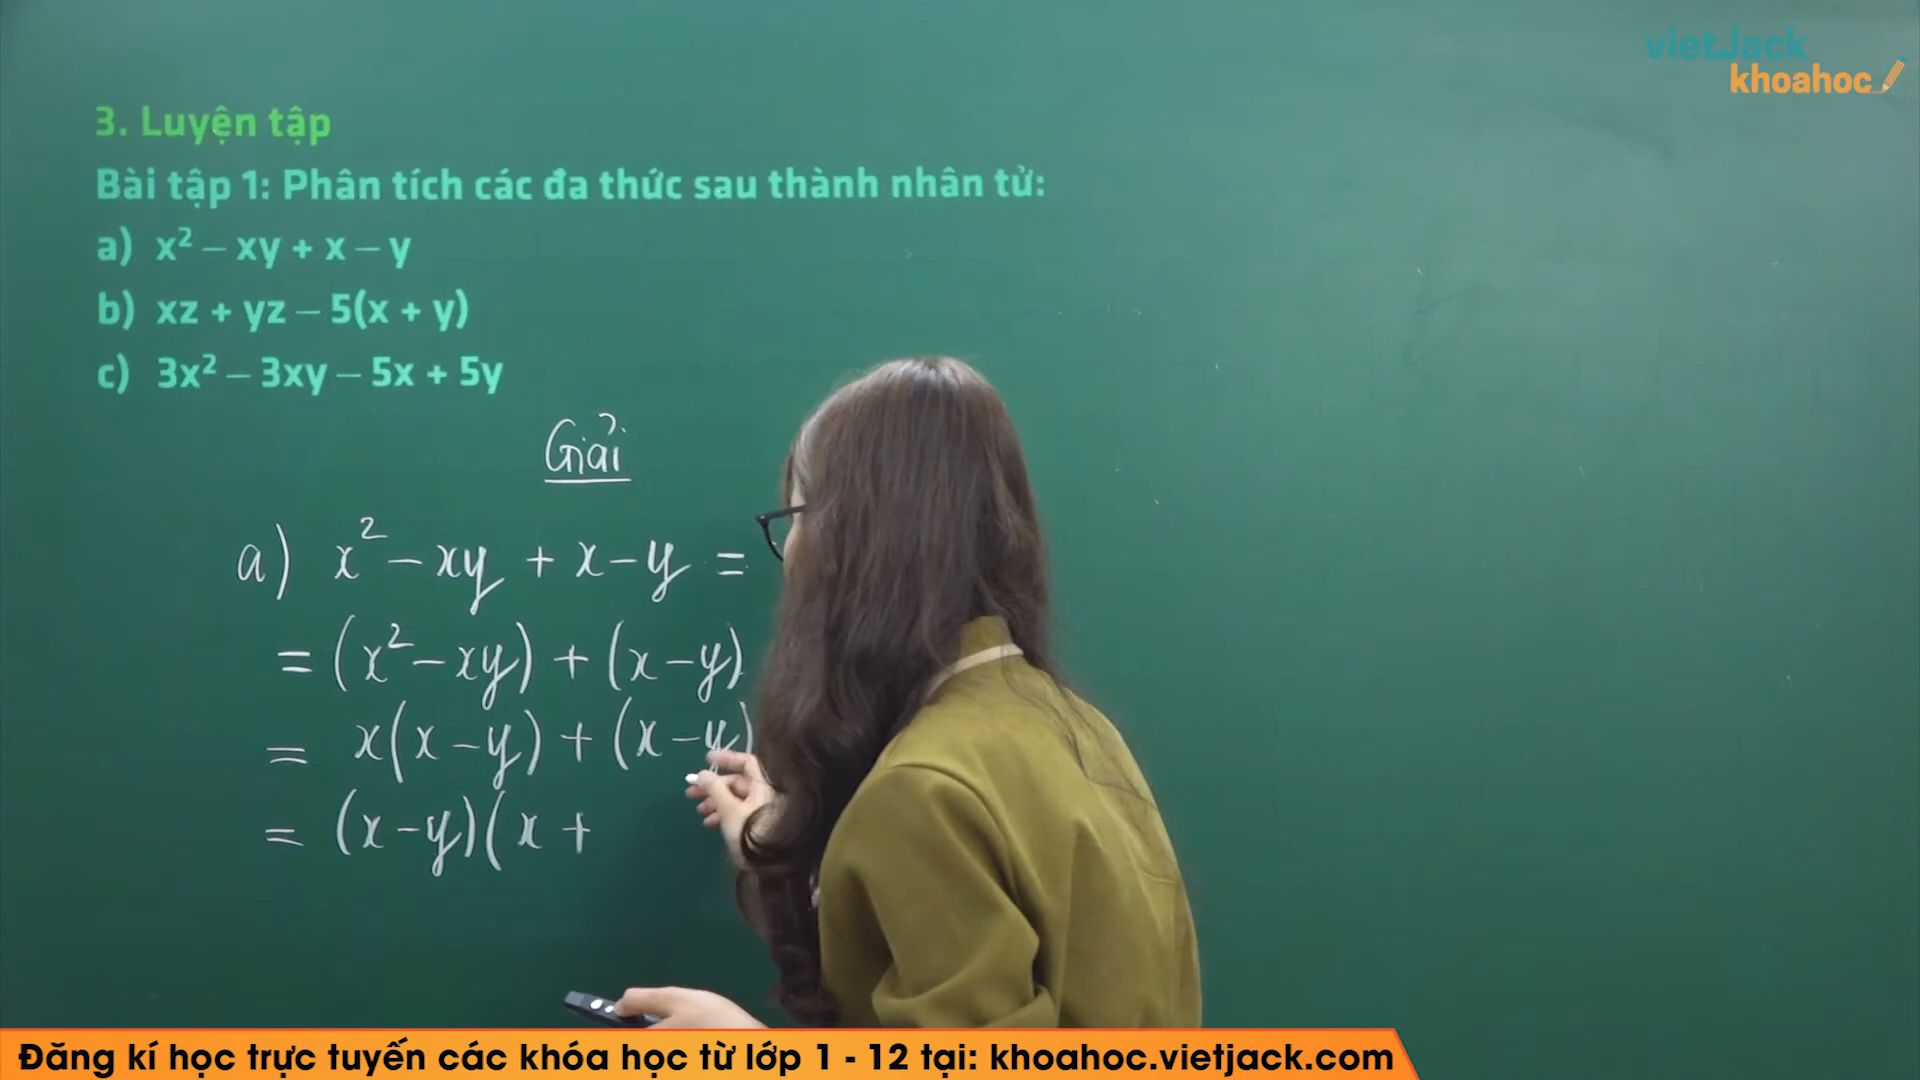 vietJack
khoahoc
3. Luyện tập
Bài tập 1: Phân tích các đa thức sau thành nhân tử:
a) x² – xy + x – y
b) xz + yz – 5(x + y)
c) 3x² – 3xy – 5x + 5y
Giải
a) x² – xy + x – y =
= (x² – xy) + (x – y)
= x(x – y) + (x – y)
= (x – y)(x +
Đăng kí học trực tuyến các khóa học từ lớp 1 - 12 tại: khoahoc.vietjack.com